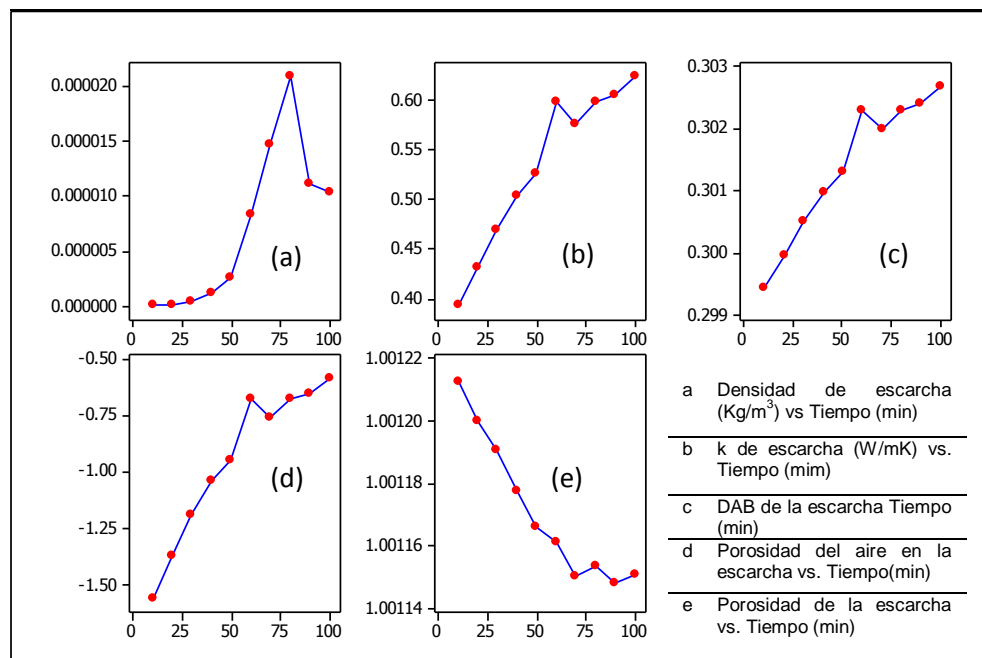 0.000020
0.000015
0.000010
0.000005
0.000000
0 25 50 75 100
(a)
0.60
0.55
0.50
0.45
0.40
0 25 50 75 100
(b)
0.303
0.302
0.301
0.300
0.299
0 25 50 75 100
(c)
-0.50
-0.75
-1.00
-1.25
-1.50
0 25 50 75 100
(d)
1.00122
1.00120
1.00118
1.00116
1.00114
0 25 50 75 100
(e)
a Densidad de escarcha
(Kg/m³) vs Tiempo (min)
b k de escarcha (W/mK) vs.
Tiempo (mim)
c DAB de la escarcha Tiempo
(min)
d Porosidad del aire en la
escarcha vs. Tiempo(min)
e Porosidad de la escarcha
vs. Tiempo (min)